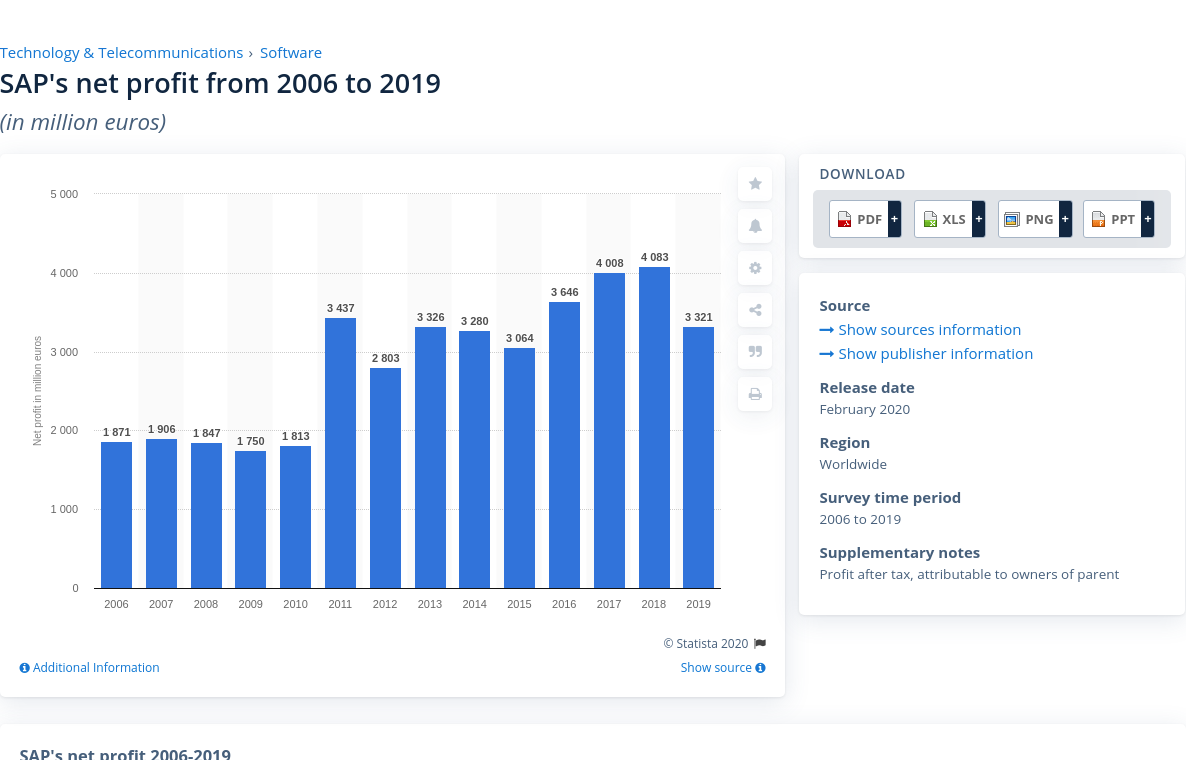 Technology & Telecommunications › Software
SAP's net profit from 2006 to 2019
(in million euros)
5 000
4 000
3 000
2 000
1 000
0
Net profit in million euros
1 871
1 906
1 847
1 750
1 813
3 437
2 803
3 326
3 280
3 064
3 646
4 008
4 083
3 321
2006 2007 2008 2009 2010 2011 2012 2013 2014 2015 2016 2017 2018 2019
© Statista 2020
Additional Information
Show source
DOWNLOAD
PDF + XLS + PNG + PPT +
Source
Show sources information
Show publisher information
Release date
February 2020
Region
Worldwide
Survey time period
2006 to 2019
Supplementary notes
Profit after tax, attributable to owners of parent
SAP's net profit 2006-2019